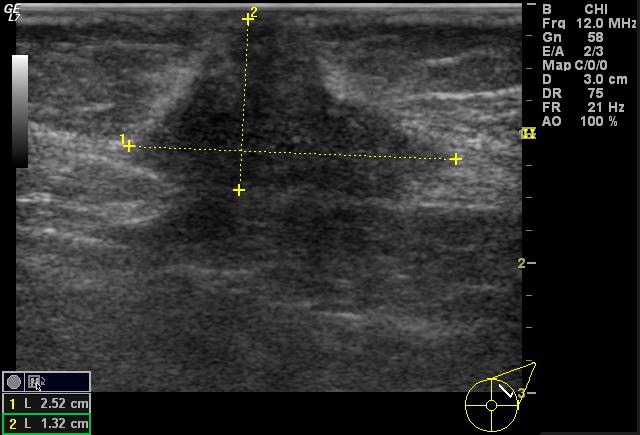 GE
L7
2
1
B CHI
Frq 12.0 MHz
Gn 58
E/A 2/3
Map C/0/0
D 3.0 cm
DR 75
FR 21 Hz
AO 100 %
2
3
1 L 2.52 cm
2 L 1.32 cm